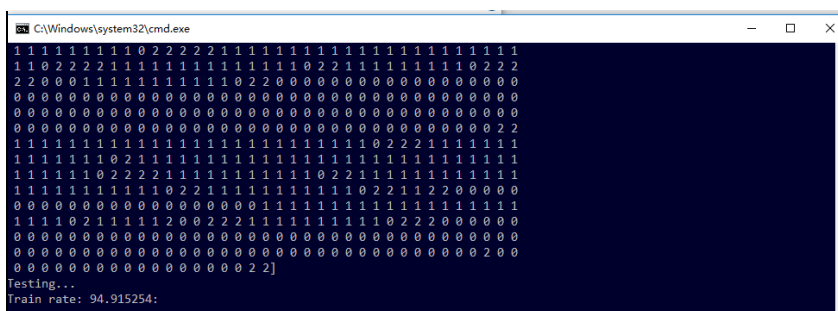 C:\Windows\system32\cmd.exe
1 1 1 1 1 1 1 1 1 0 2 2 2 2 2 1 1 1 1 1 1 1 1 1 1 1 1 1 1 1 1 1 1 1 1 1 1
1 1 0 2 2 2 2 1 1 1 1 1 1 1 1 1 1 1 1 1 1 0 2 2 1 1 1 1 1 1 1 1 1 0 2 2 2
2 2 0 0 0 1 1 1 1 1 1 1 1 1 1 1 0 2 2 0 0 0 0 0 0 0 0 0 0 0 0 0 0 0 0 0 0
0 0 0 0 0 0 0 0 0 0 0 0 0 0 0 0 0 0 0 0 0 0 0 0 0 0 0 0 0 0 0 0 0 0 0 0 0
0 0 0 0 0 0 0 0 0 0 0 0 0 0 0 0 0 0 0 0 0 0 0 0 0 0 0 0 0 0 0 0 0 0 0 0 0
0 0 0 0 0 0 0 0 0 0 0 0 0 0 0 0 0 0 0 0 0 0 0 0 0 0 0 0 0 0 0 0 0 0 0 2 2
1 1 1 1 1 1 1 1 1 1 1 1 1 1 1 1 1 1 1 1 1 1 1 1 1 1 0 2 2 2 1 1 1 1 1 1 1
1 1 1 1 1 1 1 0 2 1 1 1 1 1 1 1 1 1 1 1 1 1 1 1 1 1 1 1 1 1 1 1 1 1 1 1 1
1 1 1 1 1 1 0 2 2 2 2 1 1 1 1 1 1 1 1 1 1 1 0 2 2 1 1 1 1 1 1 1 1 1 1 1 1
1 1 1 1 1 1 1 1 1 1 1 0 2 2 1 1 1 1 1 1 1 1 1 1 1 0 2 2 1 1 2 2 0 0 0 0 0
0 0 0 0 0 0 0 0 0 0 0 0 0 0 0 0 0 0 1 1 1 1 1 1 1 1 1 1 1 1 1 1 1 1 1 1 1
1 1 1 1 0 2 1 1 1 1 1 2 0 0 2 2 2 1 1 1 1 1 1 1 1 1 1 0 2 2 2 0 0 0 0 0 0
0 0 0 0 0 0 0 0 0 0 0 0 0 0 0 0 0 0 0 0 0 0 0 0 0 0 0 0 0 0 0 0 0 0 0 0 0
0 0 0 0 0 0 0 0 0 0 0 0 0 0 0 0 0 0 0 0 0 0 0 0 0 0 0 0 0 0 0 0 0 0 2 0 0
0 0 0 0 0 0 0 0 0 0 0 0 0 0 0 0 0 2 2]
Testing...
Train rate: 94.915254: